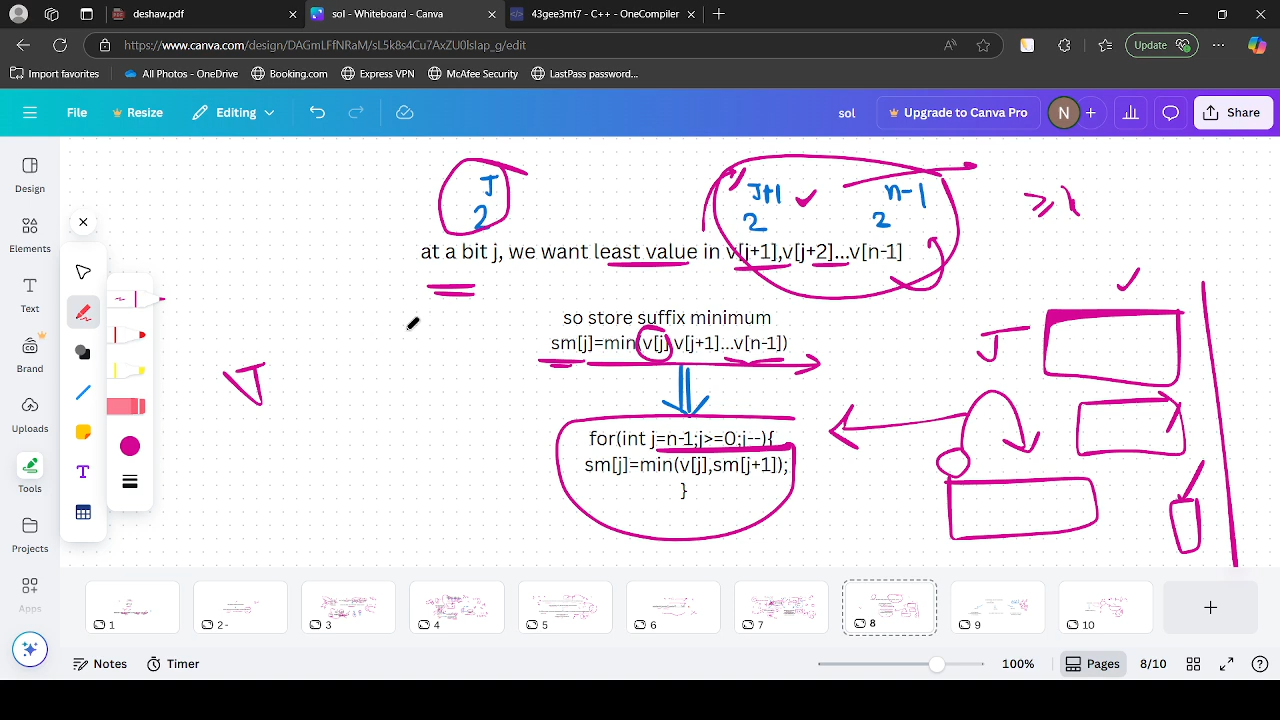 deshaw.pdf
sol - Whiteboard - Canva
43gee3mt7 - C++ - OneCompiler
https://www.canva.com/design/DAGmLFfNRaM/sL5k8s4Cu7AxZU0lslap_g/edit
Update
Import favorites
All Photos - OneDrive
Booking.com
Express VPN
McAfee Security
LastPass password...
File
Resize
Editing
sol
Upgrade to Canva Pro
N
Share
Design
Elements
Text
Brand
Uploads
Tools
Projects
Apps
J
2
J+1
2
n-1
2
at a bit j, we want least value in v[j+1],v[j+2]...v[n-1]
so store suffix minimum
sm[j]=min(v[j],v[j+1]...v[n-1])
J
for(int j=n-1;j>=0;j--){
sm[j]=min(v[j],sm[j+1]);
}
1
2 -
3
4
5
6
7
8
9
10
Notes
Timer
100%
Pages
8/10